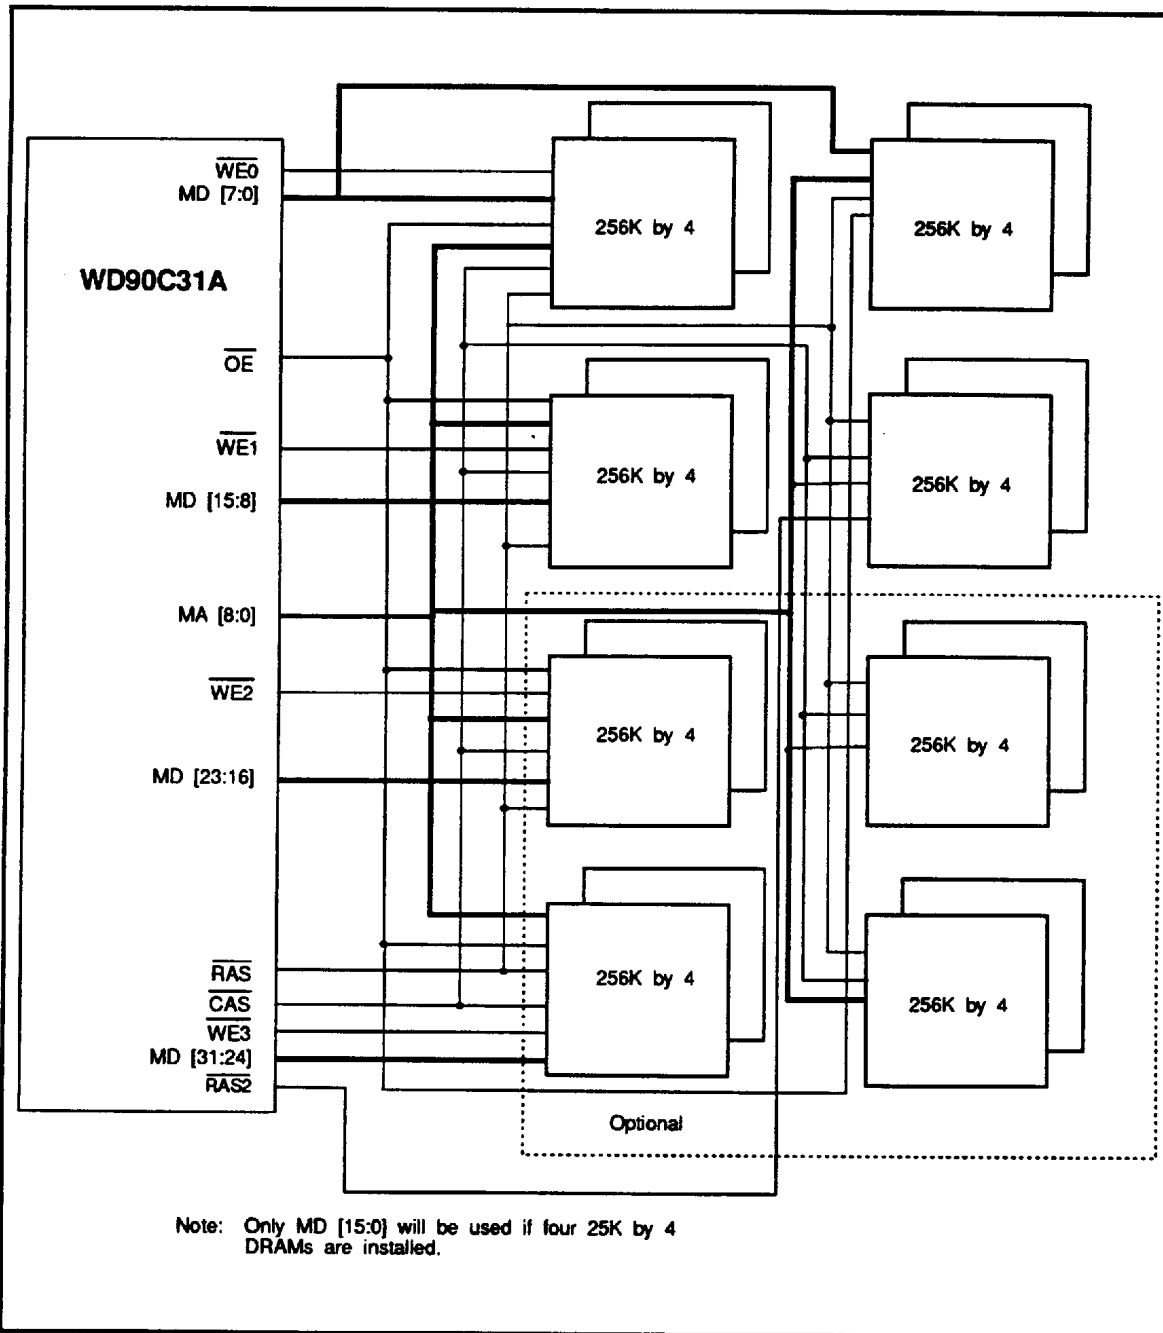 WE0
MD [7:0]
WD90C31A
OE
WE1
MD [15:8]
MA [8:0]
WE2
MD [23:16]
RAS
CAS
WE3
MD [31:24]
RAS2
256K by 4
256K by 4
256K by 4
256K by 4
256K by 4
256K by 4
256K by 4
256K by 4
Optional
Note: Only MD [15:0] will be used if four 25K by 4
DRAMs are installed.